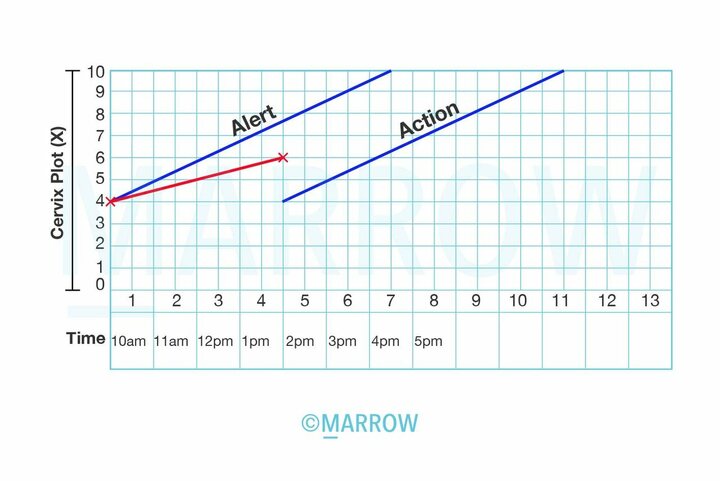 Cervix Plot (X)
10
9
8
7
6
5
4
3
2
1
0
Alert
Action
1 2 3 4 5 6 7 8 9 10 11 12 13
Time 10am 11am 12pm 1pm 2pm 3pm 4pm 5pm
MARROW
©MARROW